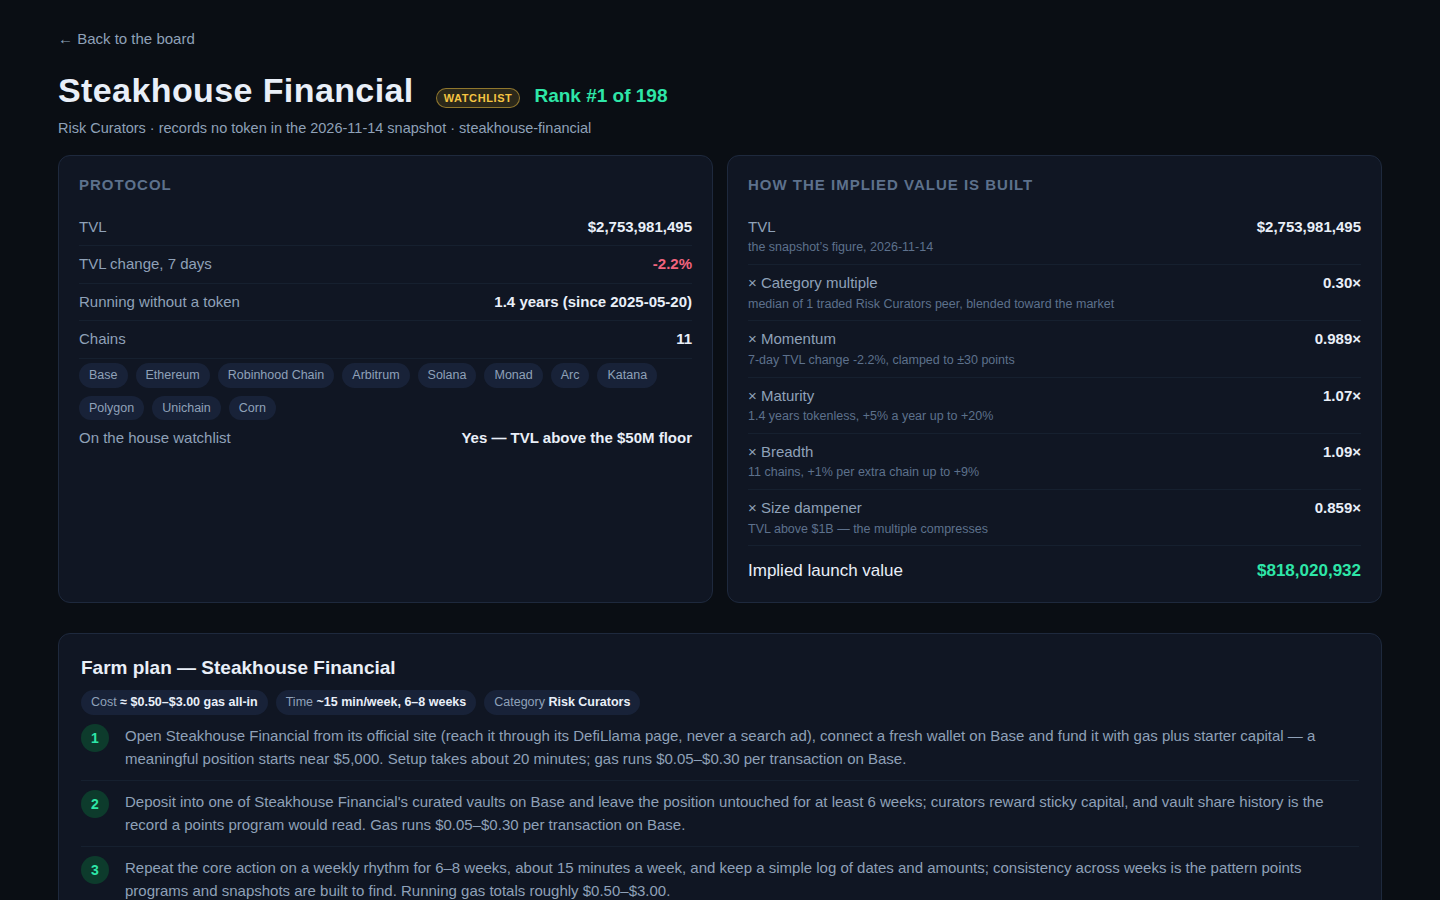 ← Back to the board
Steakhouse Financial WATCHLIST Rank #1 of 198
Risk Curators · records no token in the 2026-11-14 snapshot · steakhouse-financial
PROTOCOL
TVL $2,753,981,495
TVL change, 7 days -2.2%
Running without a token 1.4 years (since 2025-05-20)
Chains 11
Base Ethereum Robinhood Chain Arbitrum Solana Monad Arc Katana
Polygon Unichain Corn
On the house watchlist Yes — TVL above the $50M floor
HOW THE IMPLIED VALUE IS BUILT
TVL $2,753,981,495
the snapshot's figure, 2026-11-14
× Category multiple 0.30×
median of 1 traded Risk Curators peer, blended toward the market
× Momentum 0.989×
7-day TVL change -2.2%, clamped to ±30 points
× Maturity 1.07×
1.4 years tokenless, +5% a year up to +20%
× Breadth 1.09×
11 chains, +1% per extra chain up to +9%
× Size dampener 0.859×
TVL above $1B — the multiple compresses
Implied launch value $818,020,932
Farm plan — Steakhouse Financial
Cost ≈ $0.50–$3.00 gas all-in Time ~15 min/week, 6–8 weeks Category Risk Curators
1 Open Steakhouse Financial from its official site (reach it through its DefiLlama page, never a search ad), connect a fresh wallet on Base and fund it with gas plus starter capital — a
meaningful position starts near $5,000. Setup takes about 20 minutes; gas runs $0.05–$0.30 per transaction on Base.
2 Deposit into one of Steakhouse Financial's curated vaults on Base and leave the position untouched for at least 6 weeks; curators reward sticky capital, and vault share history is the
record a points program would read. Gas runs $0.05–$0.30 per transaction on Base.
3 Repeat the core action on a weekly rhythm for 6–8 weeks, about 15 minutes a week, and keep a simple log of dates and amounts; consistency across weeks is the pattern points
programs and snapshots are built to find. Running gas totals roughly $0.50–$3.00.